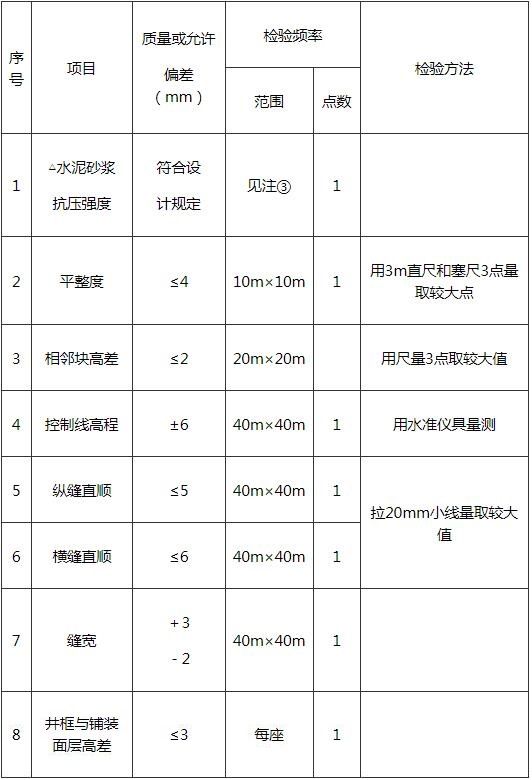 序号
项目
质量或允许
偏差
（mm）
检验频率
检验方法
范围
点数
1
△水泥砂浆
抗压强度
符合设
计规定
见注③
1
2
平整度
≤4
10m×10m
1
用3m直尺和塞尺3点量
取较大点
3
相邻块高差
≤2
20m×20m
用尺量3点取较大值
4
控制线高程
±6
40m×40m
1
用水准仪具量测
5
纵缝直顺
≤5
40m×40m
1
拉20mm小线量取较大
值
6
横缝直顺
≤6
40m×40m
1
7
缝宽
+3
-2
40m×40m
1
8
井框与铺装
面层高差
≤3
每座
1